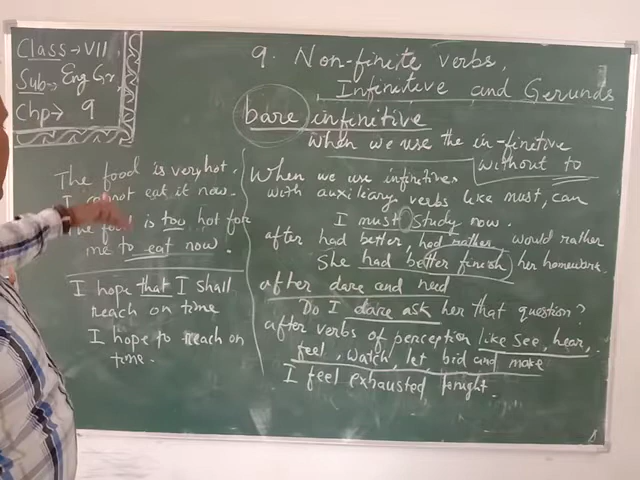 Class → VII
Sub → Eng Gr,
Chp → 9
9. Non-finite verbs,
Infinitive and Gerunds
bare infinitive
When we use the in-finitive
without to
The food is very hot.
I not eat it now.
is too hot for
me to eat now.
I hope that I shall
reach on time
I hope to reach on
time.
When we use infinitives
with auxiliary verbs like must, can
I must study now.
after had better, had rather, would rather
She had better finish her homework.
after dare and need
Do I dare ask her that question?
after verbs of perception like see, hear,
feel, watch, let, bid and make
I feel exhausted tonight.